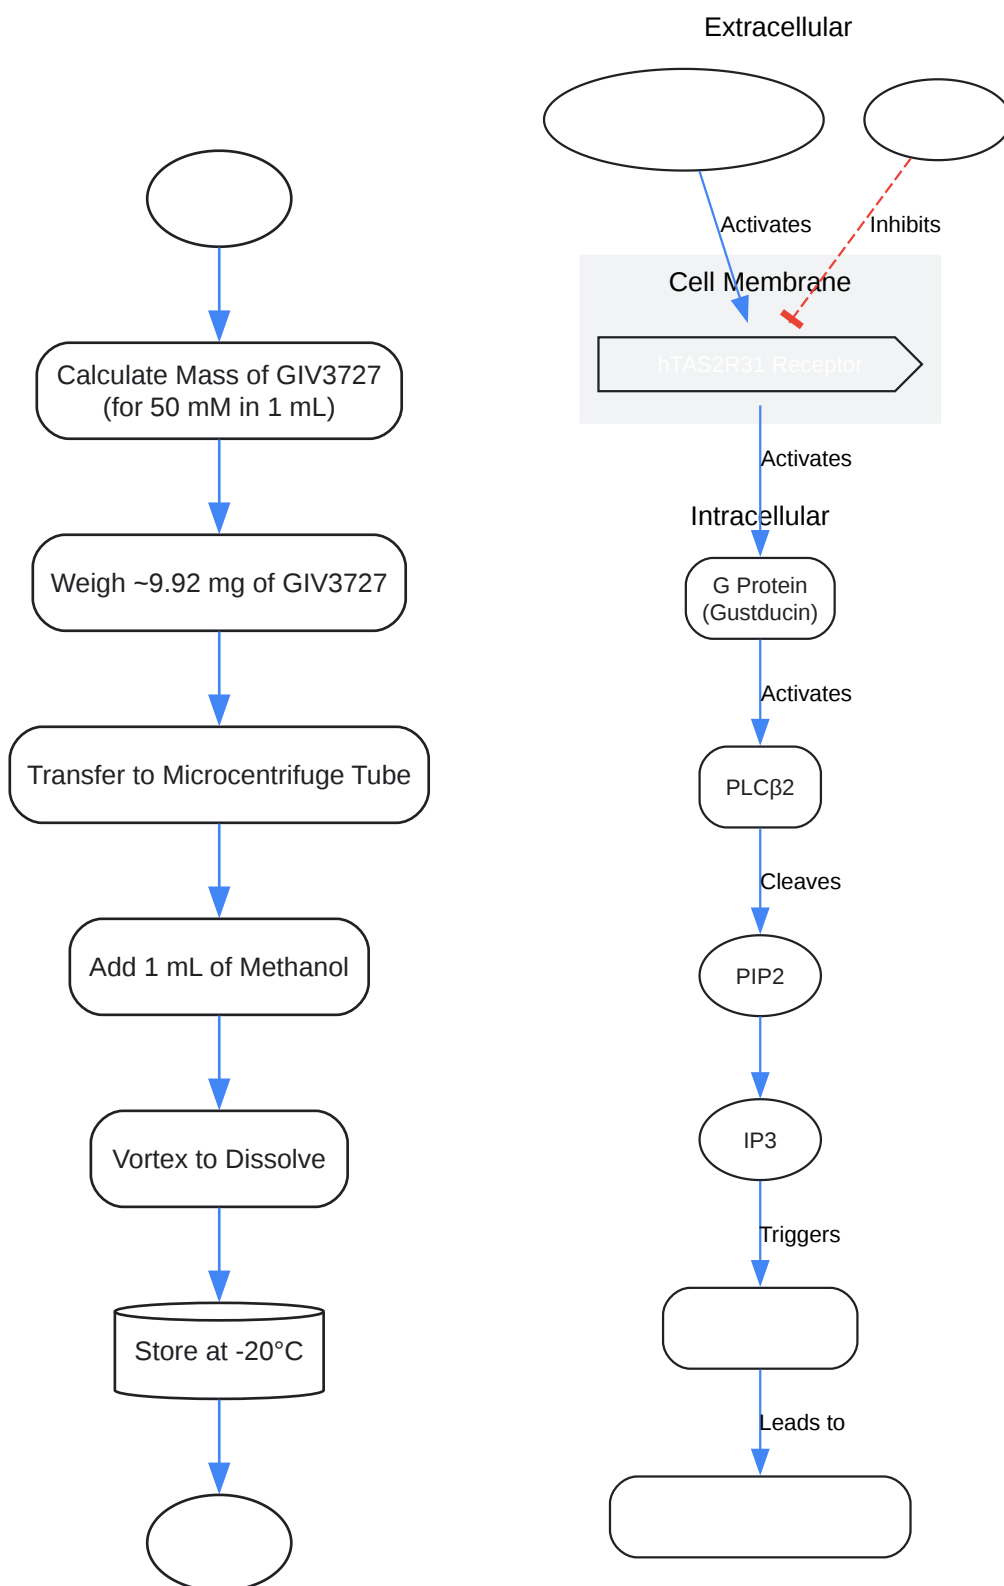 Calculate Mass of GIV3727
(for 50 mM in 1 mL)
Weigh ~9.92 mg of GIV3727
Transfer to Microcentrifuge Tube
Add 1 mL of Methanol
Vortex to Dissolve
Store at -20°C
Extracellular
Activates
Inhibits
Cell Membrane
hTAS2R31 Receptor
Activates
Intracellular
G Protein
(Gustducin)
Activates
PLCβ2
Cleaves
PIP2
IP3
Triggers
Leads to